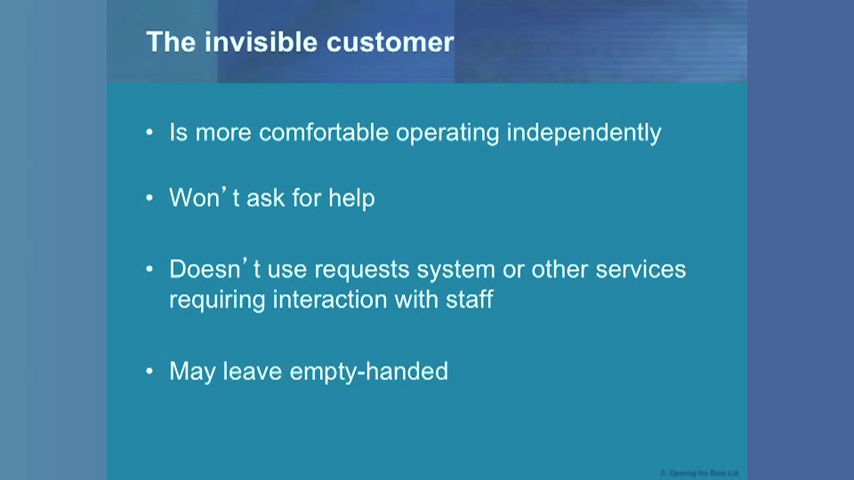 The invisible customer
• Is more comfortable operating independently
• Won’t ask for help
• Doesn’t use requests system or other services
requiring interaction with staff
• May leave empty-handed
© Opening the Book Ltd